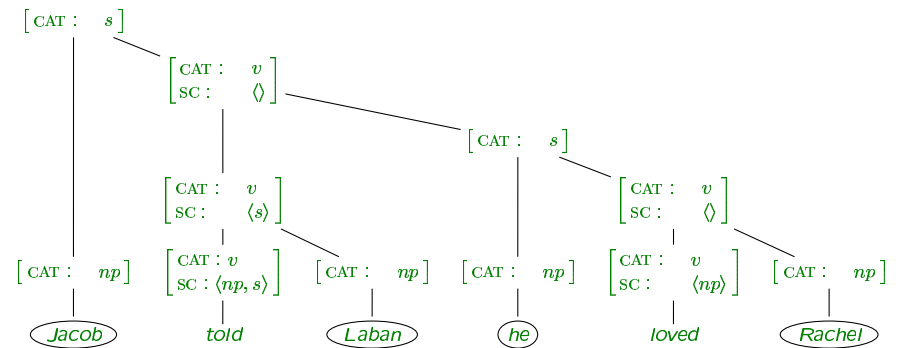 [CAT : s]
[CAT : v
SC : ⟨⟩]
[CAT : s]
[CAT : v
SC : ⟨s⟩]
[CAT : v
SC : ⟨⟩]
[CAT : np]
[CAT : v
SC : ⟨np, s⟩]
[CAT : np]
[CAT : np]
[CAT : v
SC : ⟨np⟩]
[CAT : np]
Jacob told Laban he loved Rachel